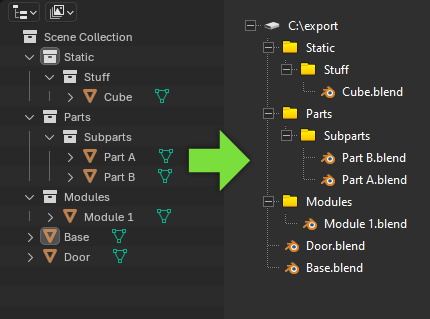 Scene Collection
Static
Stuff
Cube
Parts
Subparts
Part A
Part B
Modules
Module 1
Base
Door
C:\export
Static
Stuff
Cube.blend
Parts
Subparts
Part B.blend
Part A.blend
Modules
Module 1.blend
Door.blend
Base.blend